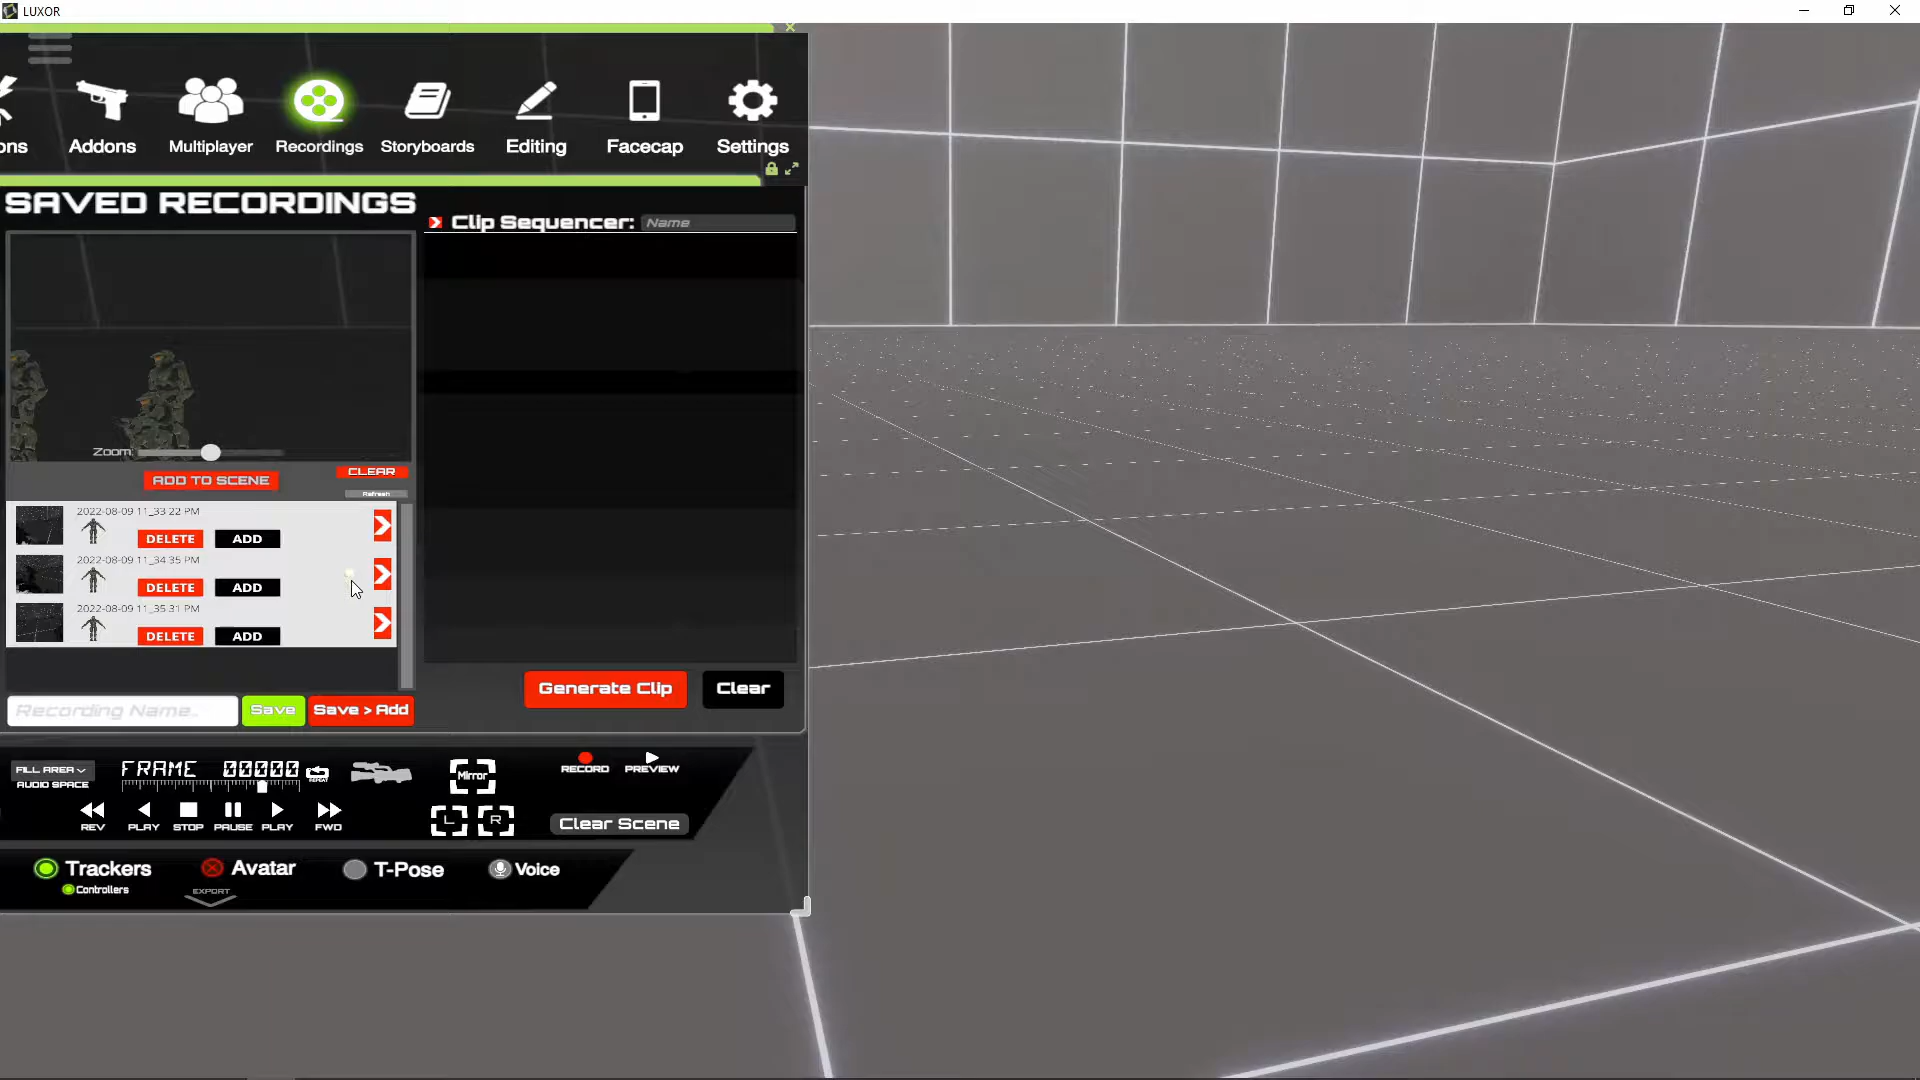 LUXOR
ons Addons Multiplayer Recordings Storyboards Editing Facecap Settings
SAVED RECORDINGS
Clip Sequencer: Name
Zoom
CLEAR
ADD TO SCENE
Refresh
2022-08-09 11_33 22 PM
DELETE ADD
2022-08-09 11_34 35 PM
DELETE ADD
2022-08-09 11_35 31 PM
DELETE ADD
Generate Clip Clear
Recording Name.. Save Save > Add
FILL AREA FRAME 00000 REPEAT Mirror RECORD PREVIEW
AUDIO SPACE
REV PLAY STOP PAUSE PLAY FWD L R Clear Scene
Trackers Avatar T-Pose Voice
Controllers EXPORT